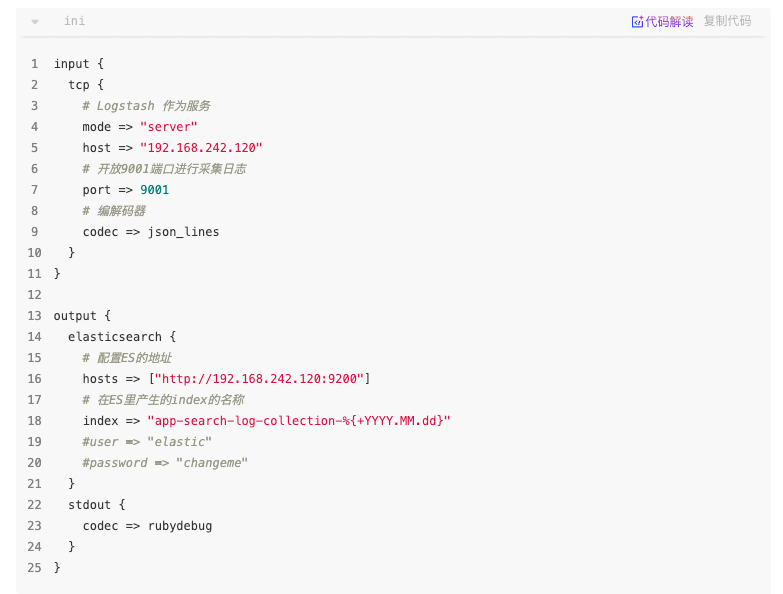 ini
代码解读 复制代码
1 input {
2   tcp {
3     # Logstash 作为服务
4     mode => "server"
5     host => "192.168.242.120"
6     # 开放9001端口进行采集日志
7     port => 9001
8     # 编解码器
9     codec => json_lines
10   }
11 }
12
13 output {
14   elasticsearch {
15     # 配置ES的地址
16     hosts => ["http://192.168.242.120:9200"]
17     # 在ES里产生的index的名称
18     index => "app-search-log-collection-%{+YYYY.MM.dd}"
19     #user => "elastic"
20     #password => "changeme"
21   }
22   stdout {
23     codec => rubydebug
24   }
25 }